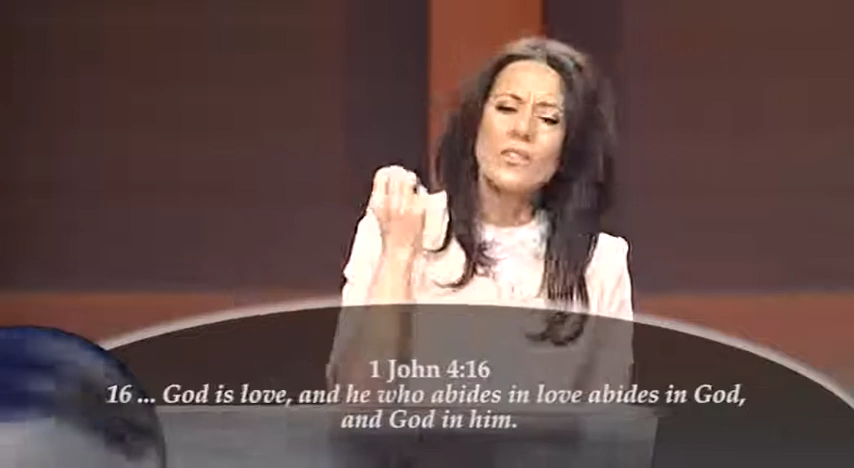 1 John 4:16
16 ... God is love, and he who abides in love abides in God,
and God in him.